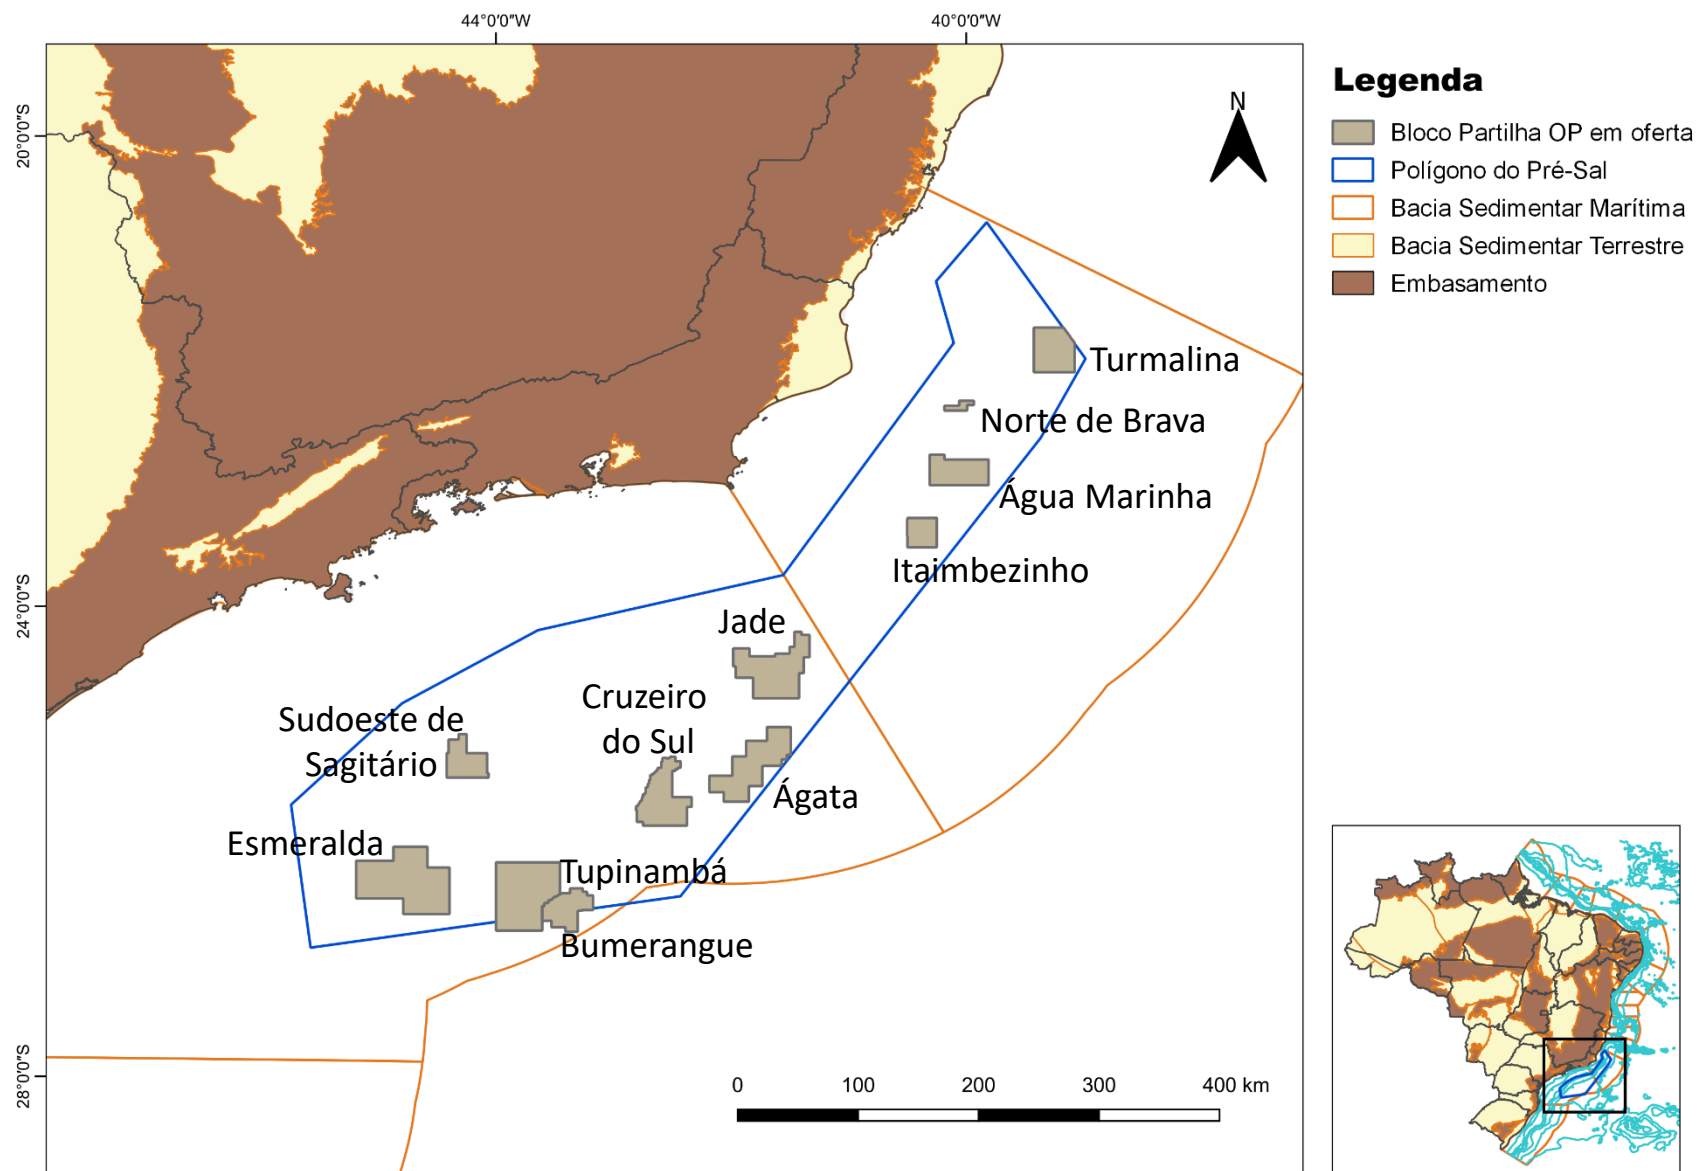 44°0'0"W
40°0'0"W
20°0'0"S
24°0'0"S
28°0'0"S
N
Turmalina
Norte de Brava
Água Marinha
Itaimbezinho
Jade
Cruzeiro
do Sul
Sudoeste de
Sagitário
Ágata
Esmeralda
Tupinambá
Bumerangue
0
100
200
300
400 km
Legenda
Bloco Partilha OP em oferta
Polígono do Pré-Sal
Bacia Sedimentar Marítima
Bacia Sedimentar Terrestre
Embasamento